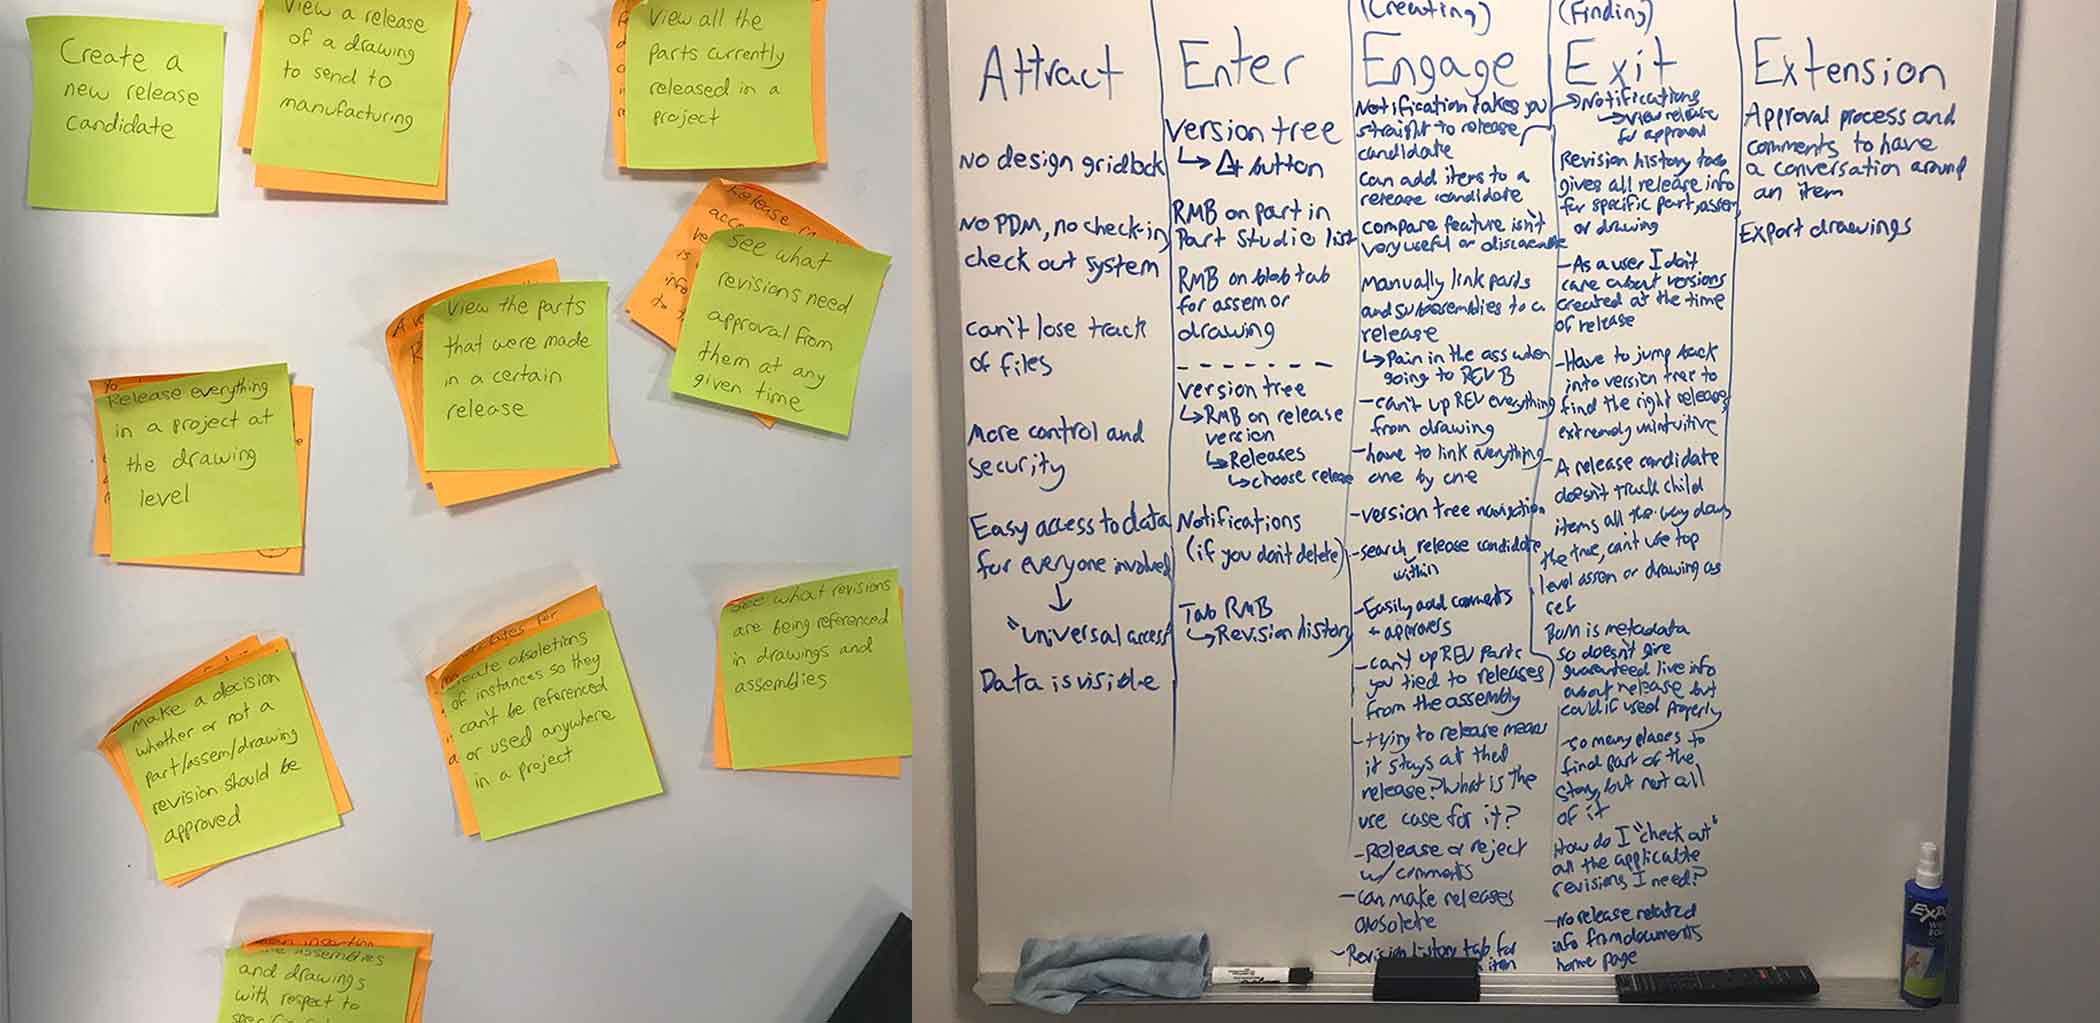 Create a
new release
candidate
View a release
of a drawing
to send to
manufacturing
View all the
parts currently
released in a
project
Release
See what
revisions need
approval from
them at any
given time
View the parts
that were made
in a certain
release
Release everything
in a project at
the drawing
level
Make a decision
whether or not a
part/assem/drawing
revision should be
approved
create obsoletions
of instances so they
can't be referenced
or used anywhere
in a project
See what revisions
are being referenced
in drawings and
assemblies
inserting
assemblies
and drawings
with respect to
Attract
No design gridlock
No PDM, no check-in
check out system
can't lose track
of files
More control and
security
Easy access to data
for everyone involved
↓
"universal access
Data is visible
Enter
version tree
↳ Δ+ button
RMB on part in
Part Studio list
RMB on blob tab
for assem or
drawing
version tree
↳ RMB on release
version
↳ Releases
↳ choose release
Notifications
(if you don't delete)
Tab RMB
↳ Revision history
(Creating)
Engage
Notification takes you
straight to release
candidate
can add items to a
release candidate
compare feature isn't
very useful or
Manually link parts
and subassemblies to a
release
↳ Pain in the ass when
going to REV B
- can't up REV everything
from drawing
- have to link everything
one by one
- version tree navigation
- search release candidate
within
- Easily add comments
+ approvers
- can't up REV parts
you tied to releases
from the assembly
- trying to release mean
it stays at that
release? What is the
use case for it?
- Release or reject
w/ comments
- can make releases
obsolete
- Revision history tab for
item
(Finding)
Exit
→ Notifications
↳ view release
for approval
Revision history tab
gives all release info
for specific part, assem
or drawing
- As a user I don't
care about versions
created at the time
of release
- Have to jump back
into version tree to
find the right release,
extremely unintuitive
- A release candidate
doesn't track child
items all the way down
the tree, can't use top
level assem or drawing as
ref
BOM is metadata
so doesn't give
guaranteed live info
about release but
could if used properly
- so many places to
find part of the
story, but not all
of it
How do I "check out"
all the applicable
revisions I need?
- No release related
info from documents
home page
Extension
Approval process and
comments to have
a conversation around
an item
Export drawings
EXPO